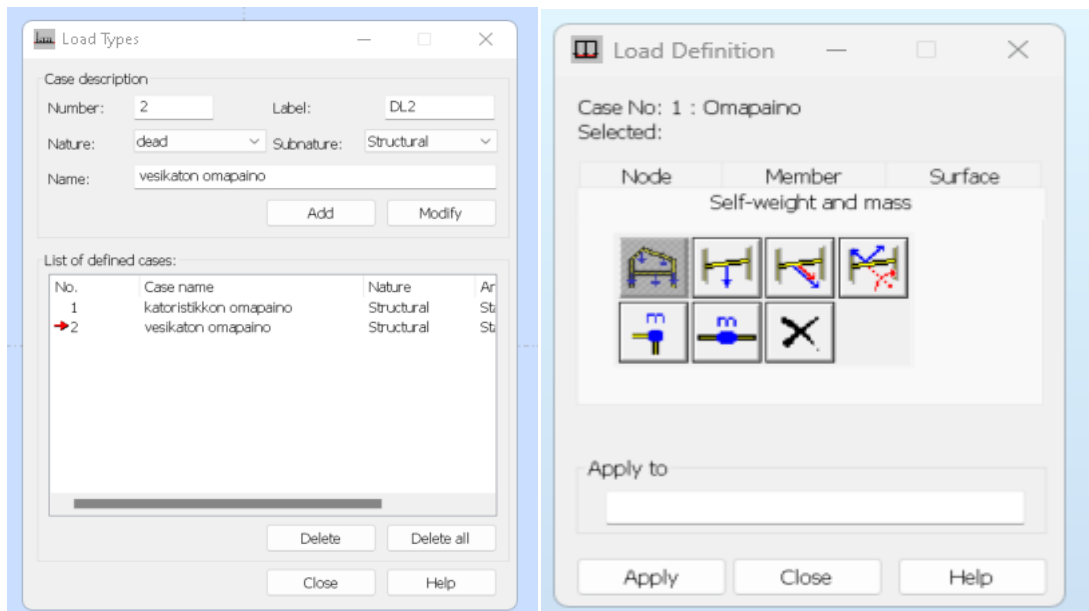 Load Types
Case description
Number: 2 Label: DL2
Nature: dead Subnature: Structural
Name: vesikaton omapaino
Add Modify
List of defined cases:
No. Case name Nature Ar
1 katoristikkon omapaino Structural Sta
2 vesikaton omapaino Structural Sta
Delete Delete all
Close Help
Load Definition
Case No: 1 : Omapaino
Selected:
Node Member Surface
Self-weight and mass
m m
Apply to
Apply Close Help